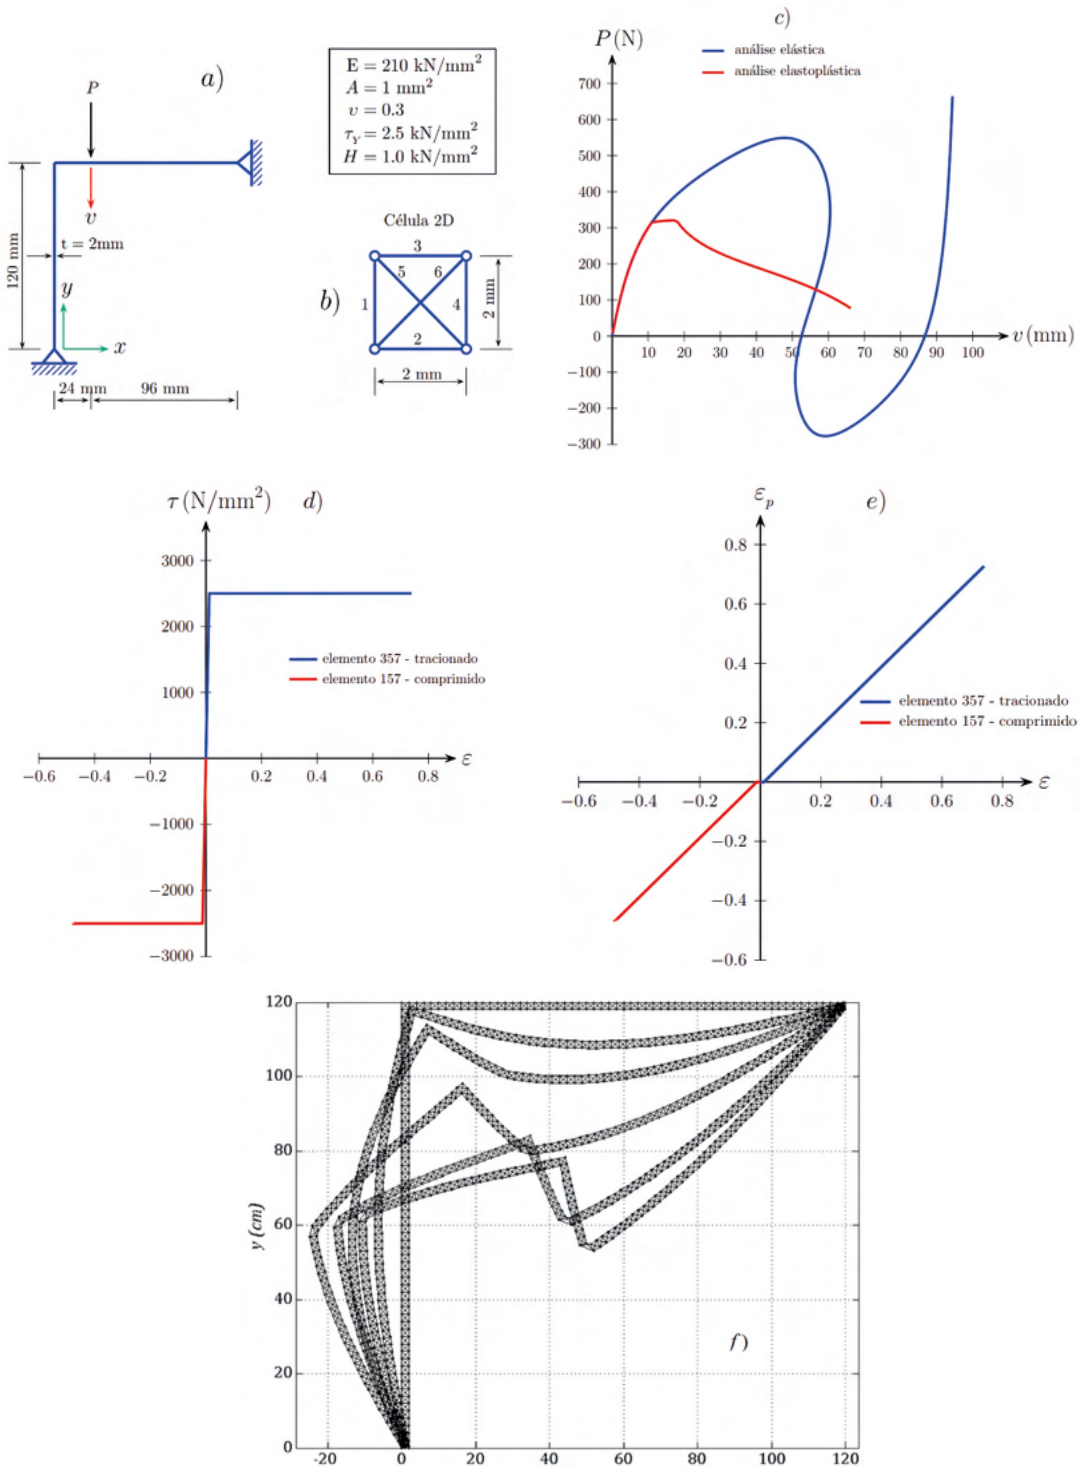 a)
P
v
t = 2mm
120 mm
y
x
24 mm
96 mm
E = 210 kN/mm²
A = 1 mm²
υ = 0.3
τ_Y = 2.5 kN/mm²
H = 1.0 kN/mm²
Célula 2D
b)
3
5
6
1
4
2
2 mm
2 mm
c)
P(N)
análise elástica
análise elastoplástica
700
600
500
400
300
200
100
0
−100
−200
−300
10
20
30
40
50
60
70
80
90
100
v(mm)
τ(N/mm²)
d)
3000
2000
1000
−1000
−2000
−3000
elemento 357 - tracionado
elemento 157 - comprimido
−0.6
−0.4
−0.2
0.2
0.4
0.6
0.8
ε
ε_p
e)
0.8
0.6
0.4
0.2
−0.2
−0.4
−0.6
elemento 357 - tracionado
elemento 157 - comprimido
−0.6
−0.4
−0.2
0.2
0.4
0.6
0.8
ε
120
100
80
60
40
20
0
y (cm)
f)
-20
0
20
40
60
80
100
120